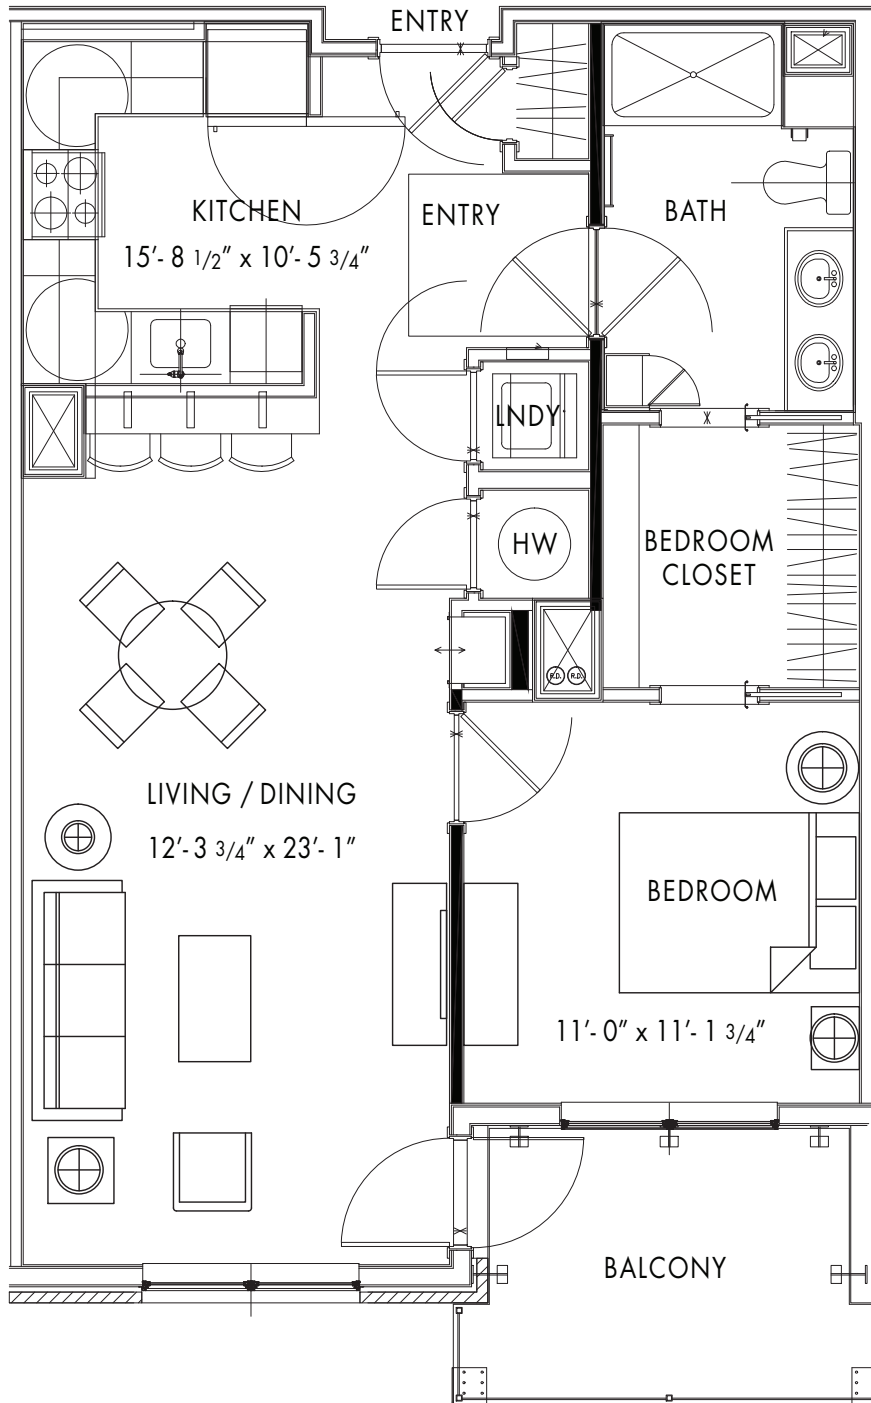 ENTRY
KITCHEN
15'- 8 1/2" x 10'- 5 3/4"
ENTRY
BATH
LNDY
HW
BEDROOM
CLOSET
R.D. R.D.
LIVING / DINING
12'- 3 3/4" x 23'- 1"
BEDROOM
11'- 0" x 11'- 1 3/4"
BALCONY